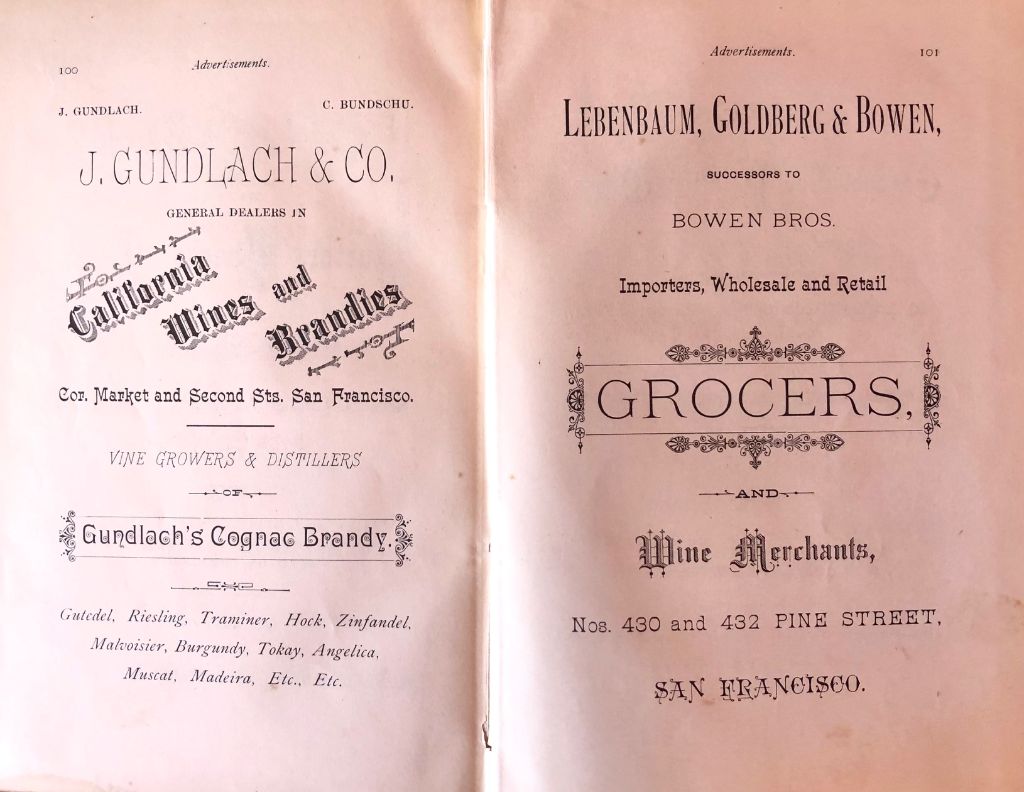 100
Advertisements.
J. GUNDLACH. C. BUNDSCHU.
J. GUNDLACH & CO.
GENERAL DEALERS IN
California
Wines and
Brandies
Cor. Market and Second Sts. San Francisco.
VINE GROWERS & DISTILLERS
OF
Gundlach's Cognac Brandy.
Gutedel, Riesling, Traminer, Hock, Zinfandel,
Malvoisier, Burgundy, Tokay, Angelica,
Muscat, Madeira, Etc., Etc.
Advertisements. 101
LEBENBAUM, GOLDBERG & BOWEN,
SUCCESSORS TO
BOWEN BROS.
Importers, Wholesale and Retail
GROCERS,
AND
Wine Merchants,
Nos. 430 and 432 PINE STREET,
SAN FRANCISCO.